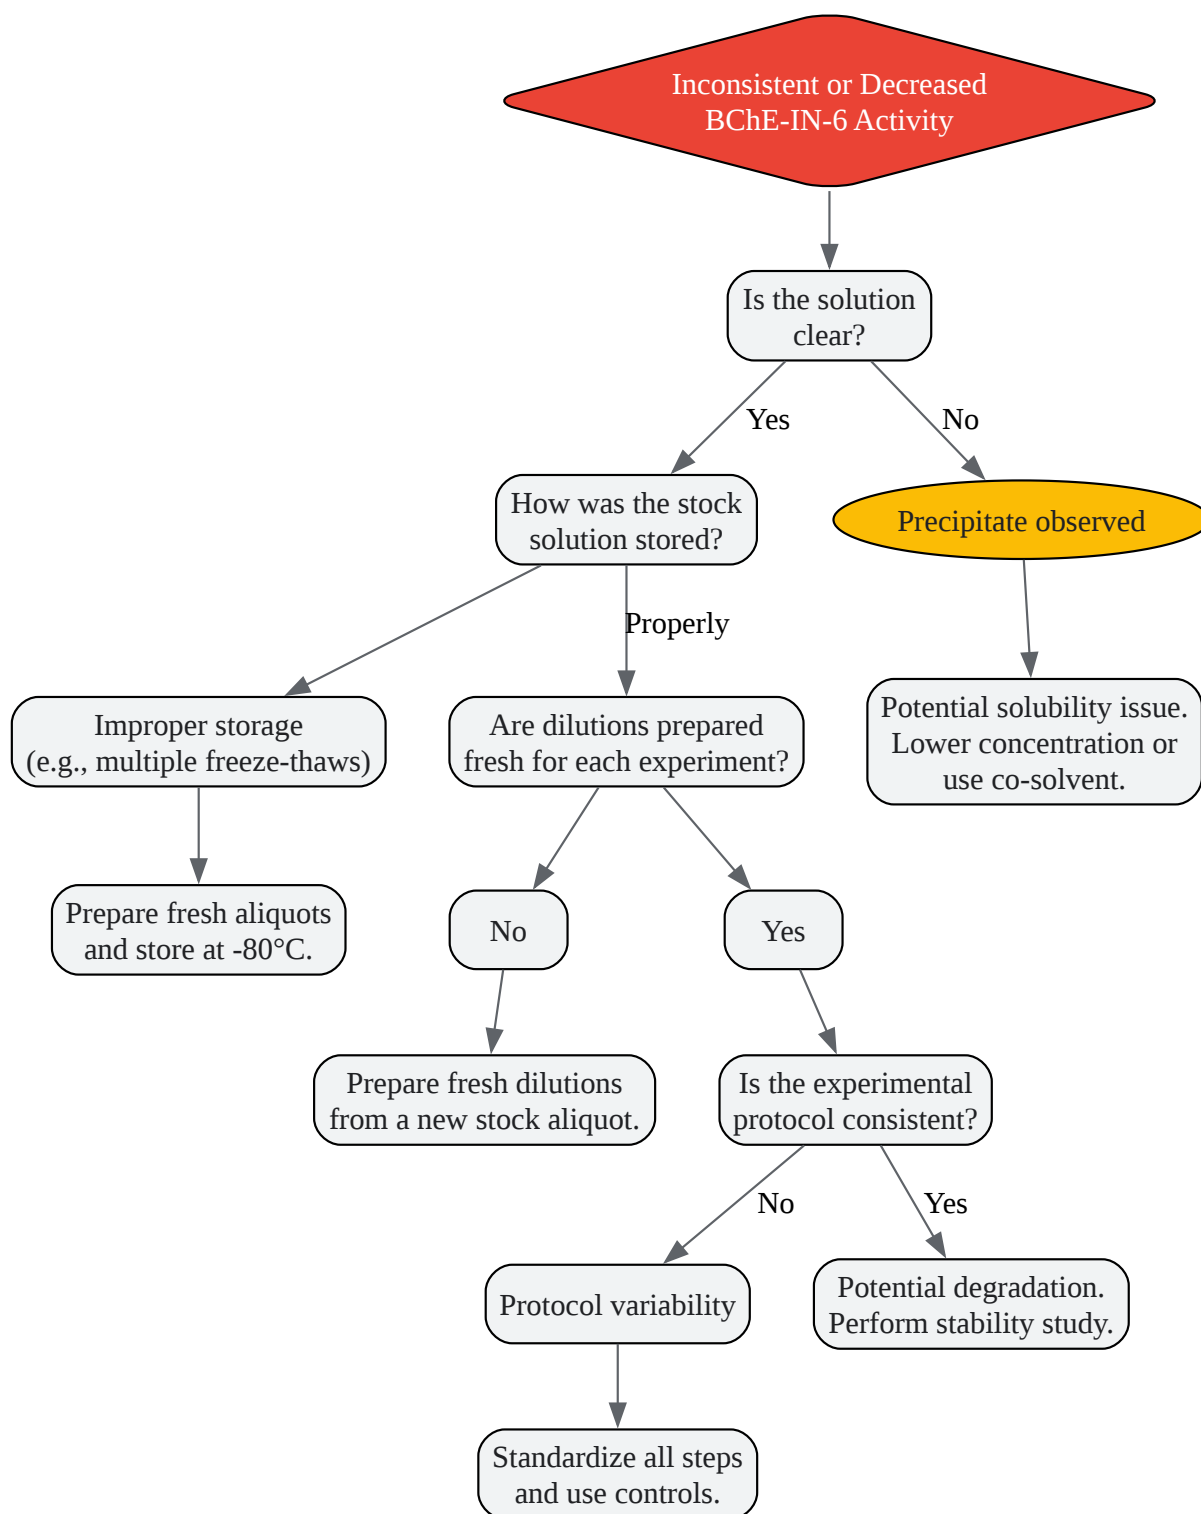 Inconsistent or Decreased
BChE-IN-6 Activity
Is the solution
clear?
Yes
No
How was the stock
solution stored?
Precipitate observed
Properly
Improper storage
(e.g., multiple freeze-thaws)
Are dilutions prepared
fresh for each experiment?
Potential solubility issue.
Lower concentration or
use co-solvent.
Prepare fresh aliquots
and store at -80°C.
No
Yes
Prepare fresh dilutions
from a new stock aliquot.
Is the experimental
protocol consistent?
No
Yes
Protocol variability
Potential degradation.
Perform stability study.
Standardize all steps
and use controls.